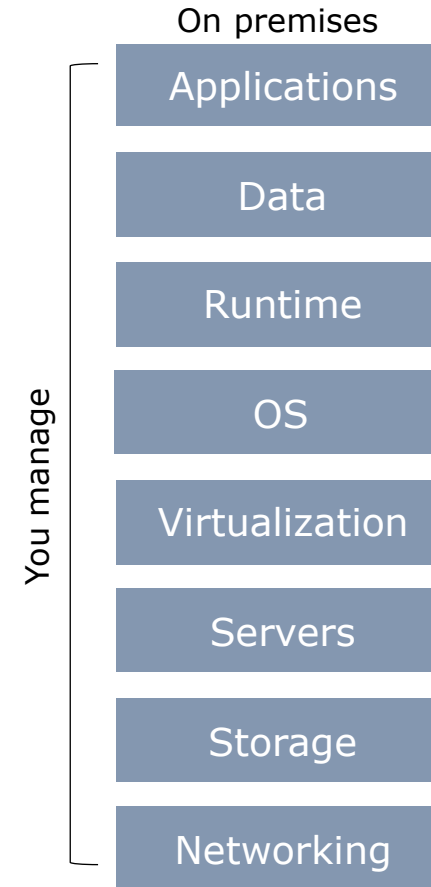 On premises
Applications
Data
Runtime
OS
Virtualization
Servers
Storage
Networking
You manage